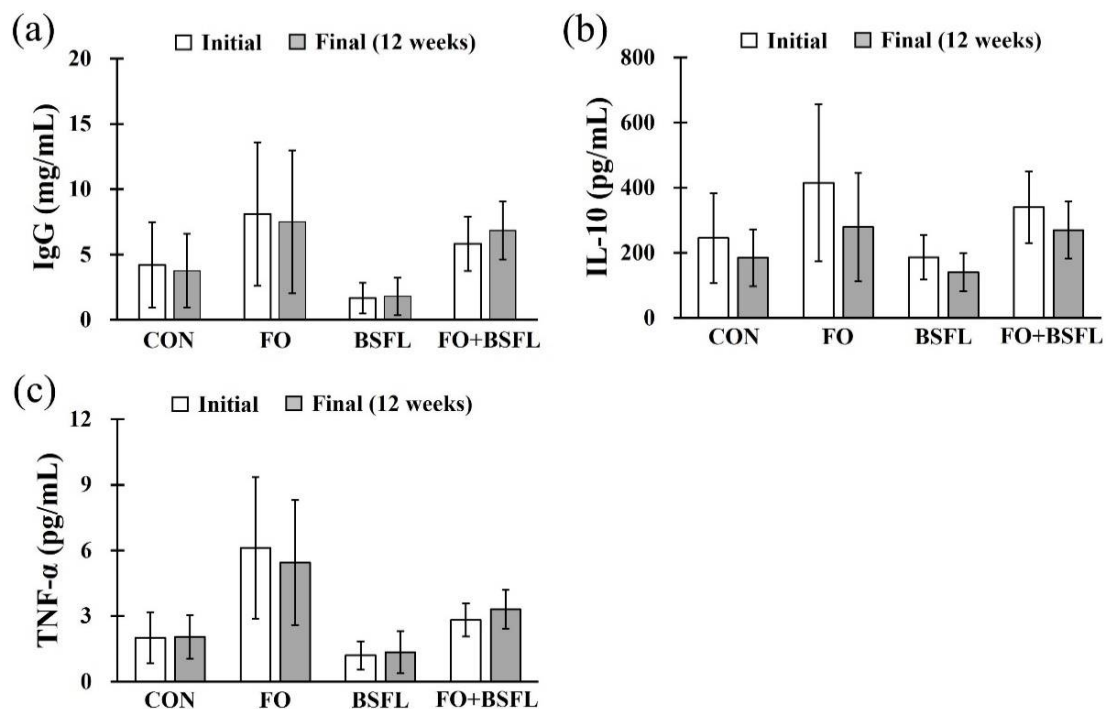 (a)
Initial Final (12 weeks)
IgG (mg/mL)
20
15
10
5
0
CON FO BSFL FO+BSFL
(b)
Initial Final (12 weeks)
IL-10 (pg/mL)
800
600
400
200
0
CON FO BSFL FO+BSFL
(c)
Initial Final (12 weeks)
TNF-α (pg/mL)
12
9
6
3
0
CON FO BSFL FO+BSFL